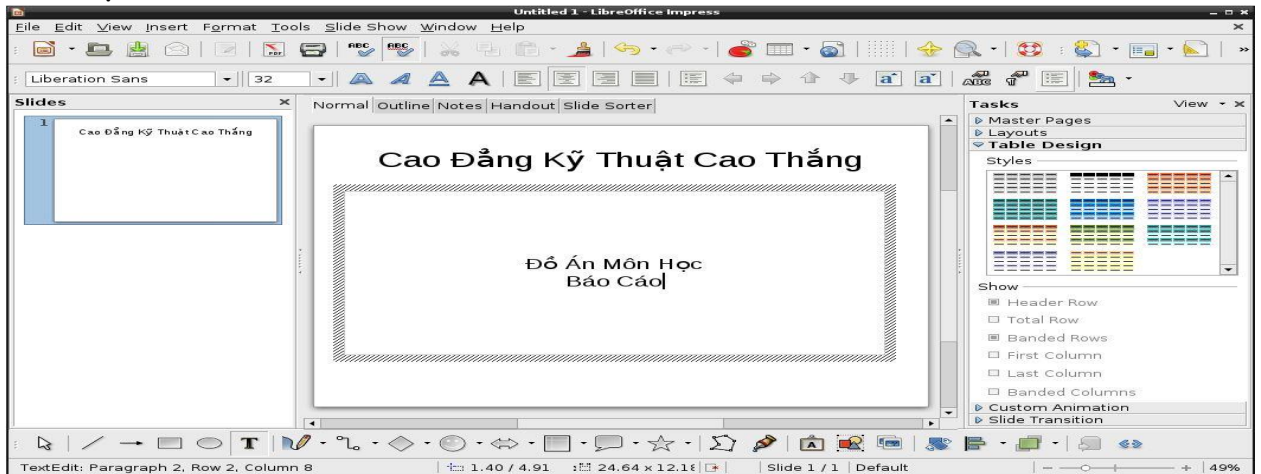 Untitled 1 - LibreOffice Impress
File Edit View Insert Format Tools Slide Show Window Help
Liberation Sans 32
Slides
Normal Outline Notes Handout Slide Sorter
Tasks View
1
Cao Đẳng Kỹ Thuật Cao Thắng
Cao Đẳng Kỹ Thuật Cao Thắng
Đồ Án Môn Học
Báo Cáo
Master Pages
Layouts
Table Design
Styles
Show
Header Row
Total Row
Banded Rows
First Column
Last Column
Banded Columns
Custom Animation
Slide Transition
TextEdit: Paragraph 2, Row 2, Column 8 1.40 / 4.91 24.64 x 12.18 Slide 1 / 1 Default 49%